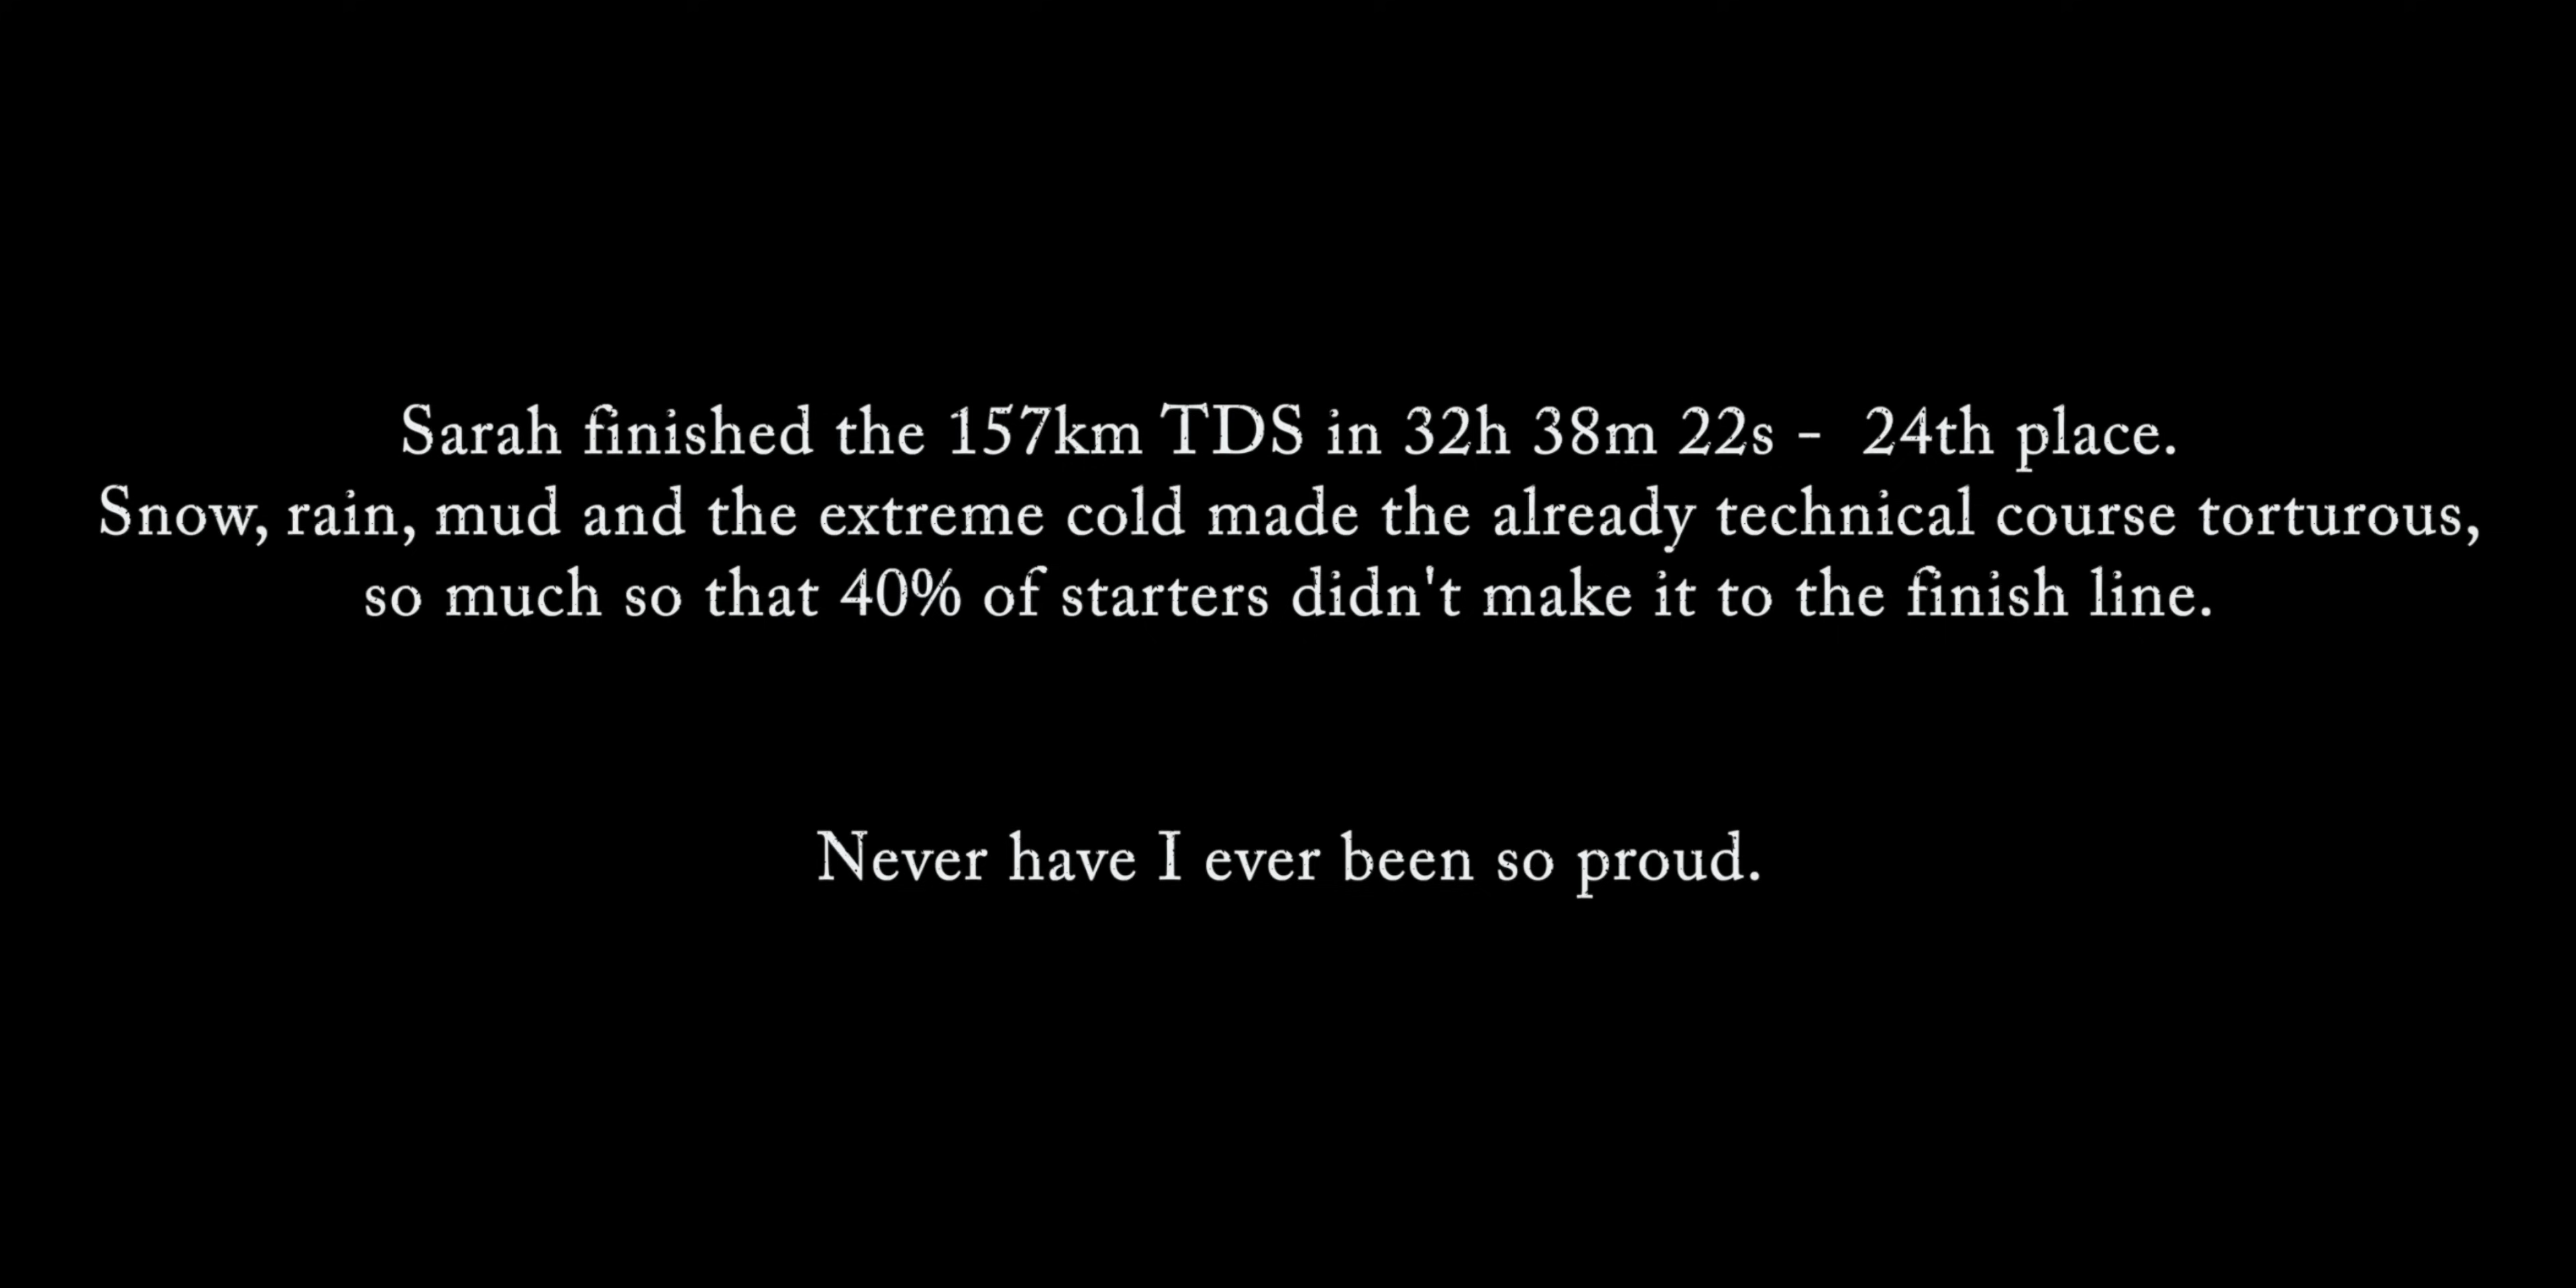 Sarah finished the 157km TDS in 32h 38m 22s -  24th place.
Snow, rain, mud and the extreme cold made the already technical course torturous,
so much so that 40% of starters didn't make it to the finish line.
Never have I ever been so proud.